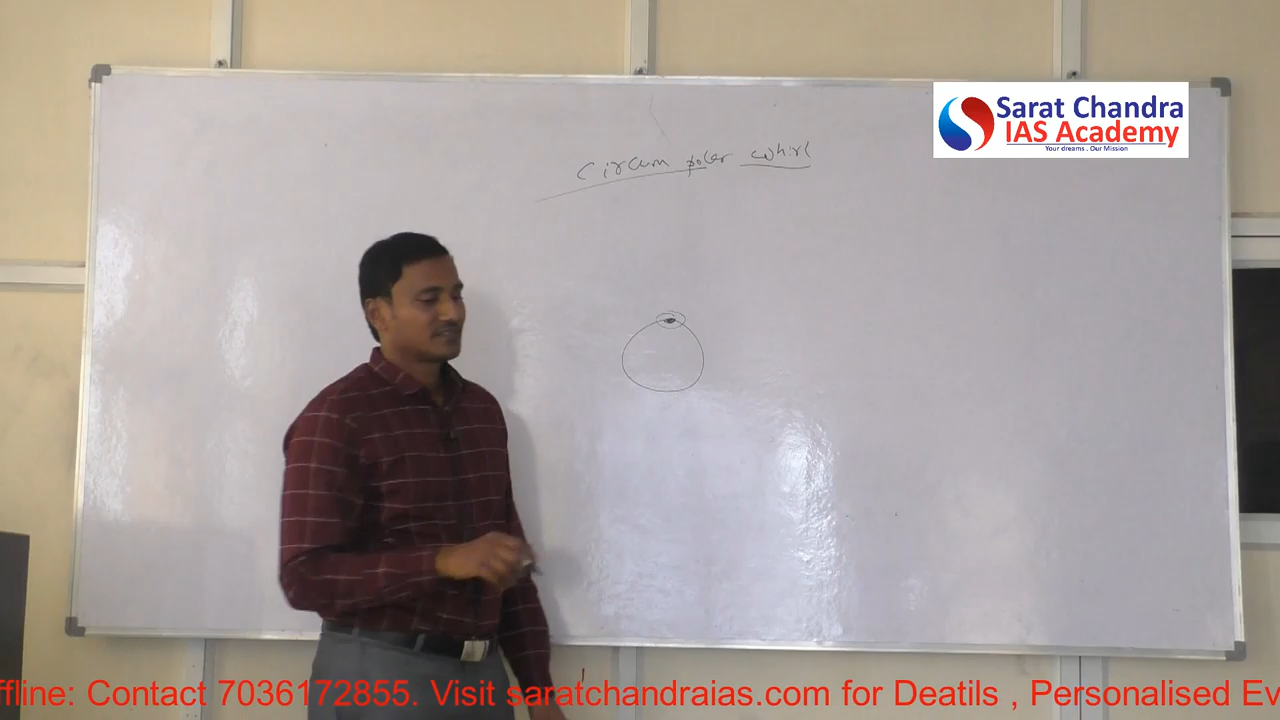 Sarat Chandra
IAS Academy
Your dreams . Our Mission
Circum poler whirl
ffline: Contact 7036172855. Visit saratchandraias.com for Deatils , Personalised Ev